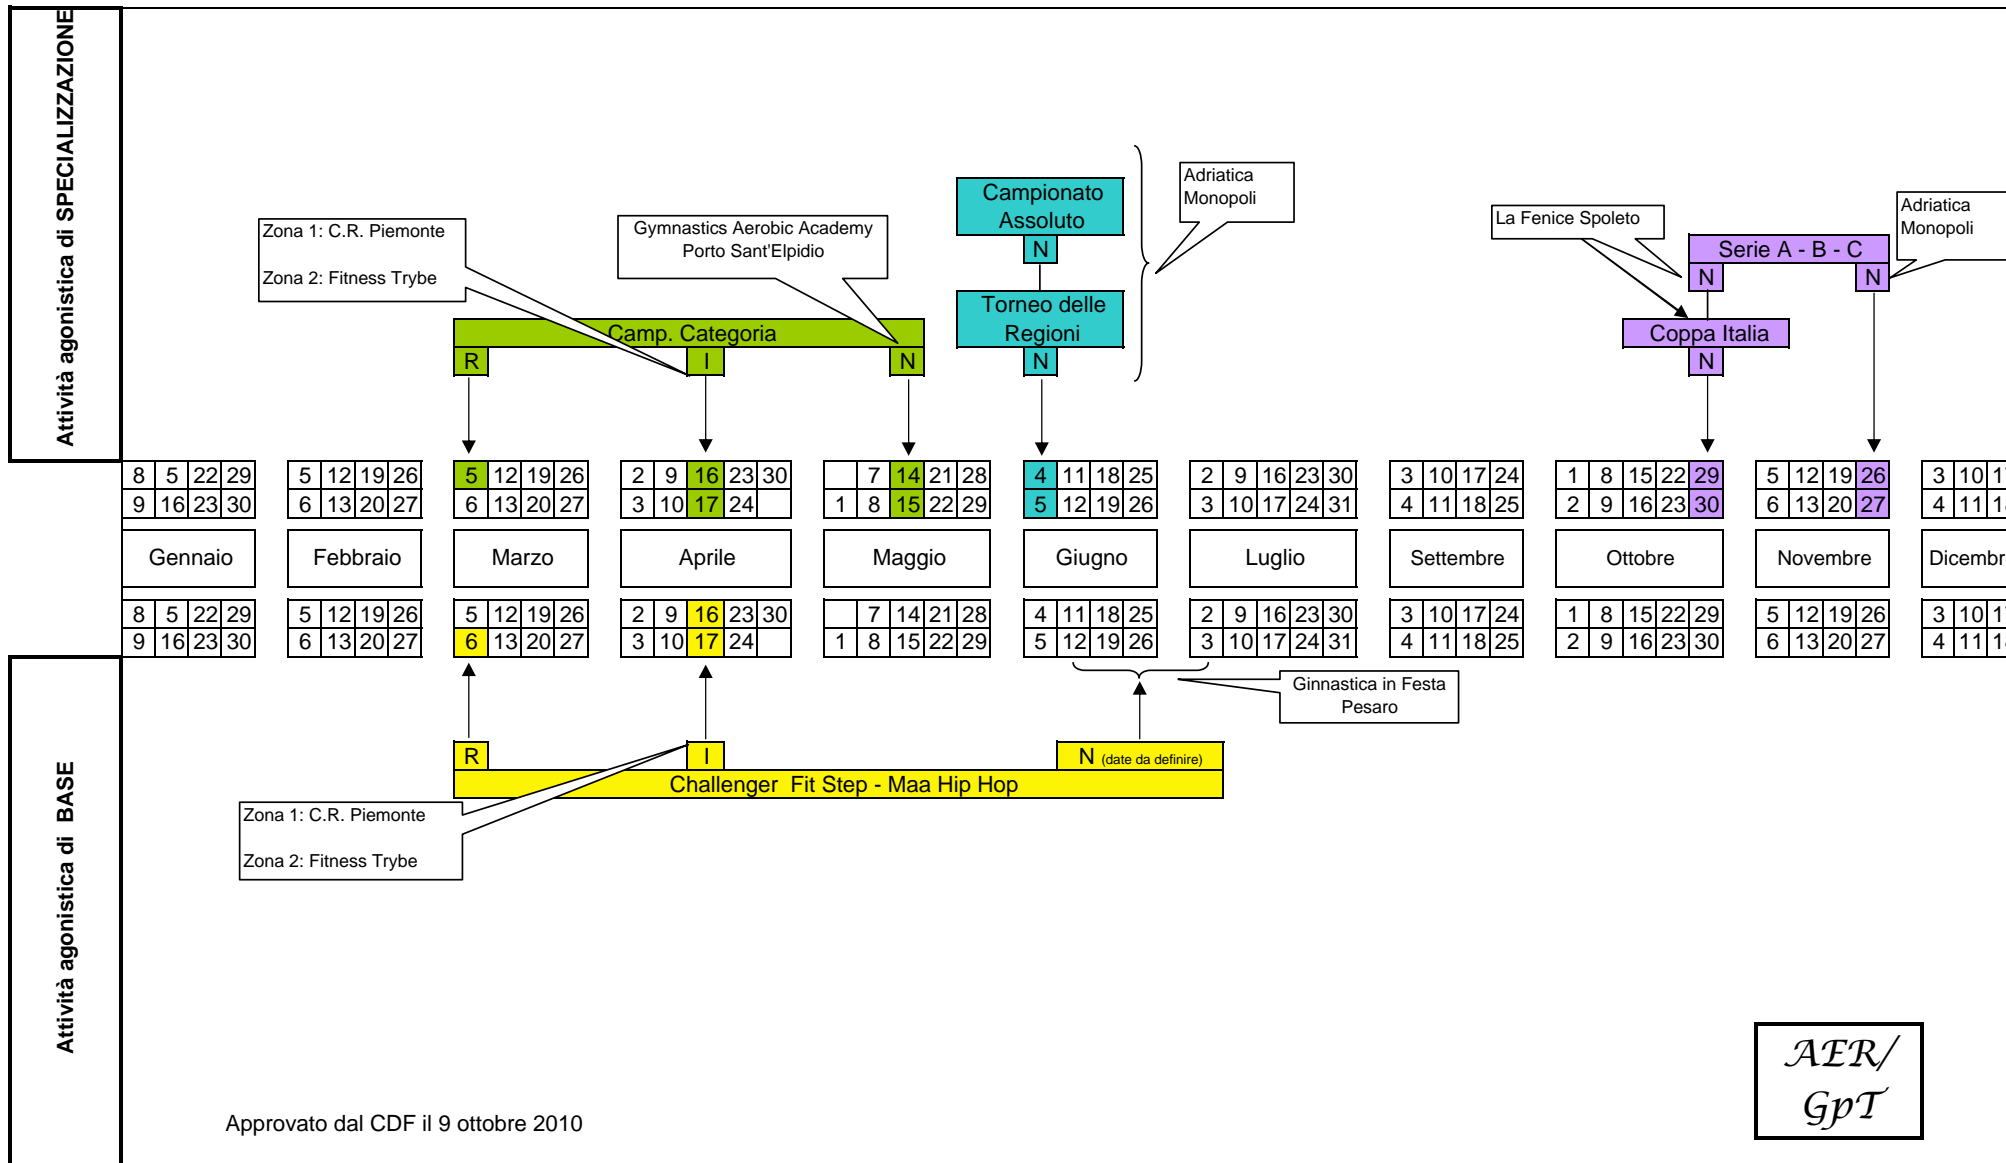 Attività agonistica di SPECIALIZZAZIONE
Campionato
Assoluto
N
Adriatica
Monopoli
Zona 1: C.R. Piemonte
Zona 2: Fitness Trybe
Gymnastics Aerobic Academy
Porto Sant'Elpidio
La Fenice Spoleto
Adriatica
Monopoli
Serie A - B - C
N N
Torneo delle
Regioni
N
Camp. Categoria
R I N
Coppa Italia
N
8 5 22 29 5 12 19 26 5 12 19 26 2 9 16 23 30 7 14 21 28 4 11 18 25 2 9 16 23 30 3 10 17 24 1 8 15 22 29 5 12 19 26 3 10
9 16 23 30 6 13 20 27 6 13 20 27 3 10 17 24 1 8 15 22 29 5 12 19 26 3 10 17 24 31 4 11 18 25 2 9 16 23 30 6 13 20 27 4 11
Gennaio Febbraio Marzo Aprile Maggio Giugno Luglio Settembre Ottobre Novembre Dicembr
8 5 22 29 5 12 19 26 5 12 19 26 2 9 16 23 30 7 14 21 28 4 11 18 25 2 9 16 23 30 3 10 17 24 1 8 15 22 29 5 12 19 26 3 10
9 16 23 30 6 13 20 27 6 13 20 27 3 10 17 24 1 8 15 22 29 5 12 19 26 3 10 17 24 31 4 11 18 25 2 9 16 23 30 6 13 20 27 4 11
Attività agonistica di BASE
Ginnastica in Festa
Pesaro
R I N (date da definire)
Challenger Fit Step - Maa Hip Hop
Zona 1: C.R. Piemonte
Zona 2: Fitness Trybe
AER/
GpT
Approvato dal CDF il 9 ottobre 2010